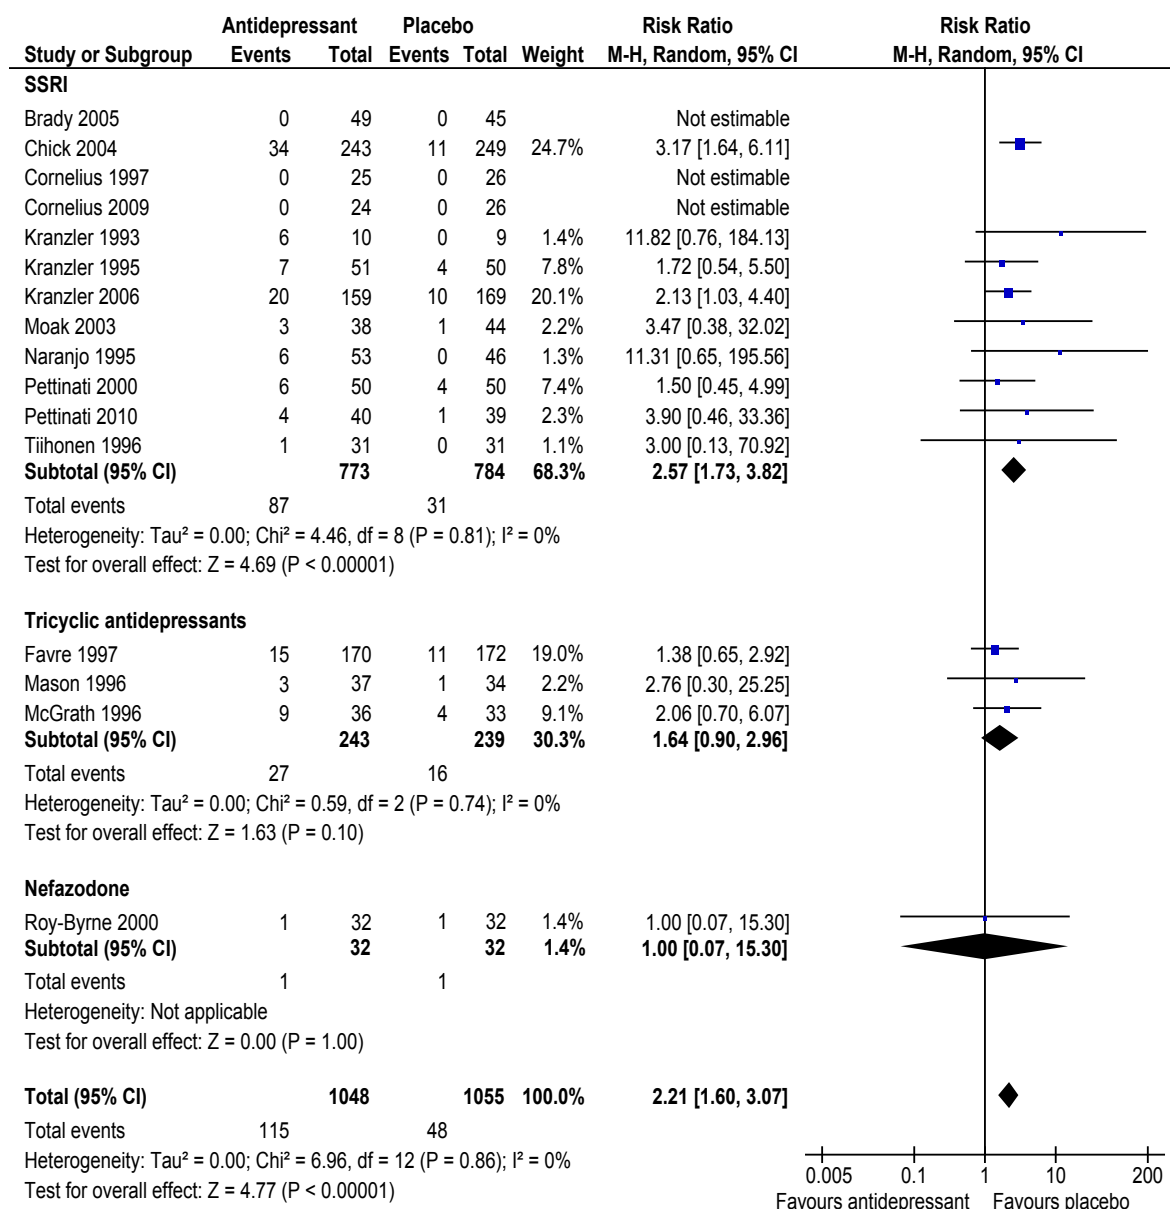 Antidepressant Placebo Risk Ratio Risk Ratio
Study or Subgroup Events Total Events Total Weight M-H, Random, 95% CI M-H, Random, 95% CI
SSRI
Brady 2005 0 49 0 45 Not estimable
Chick 2004 34 243 11 249 24.7% 3.17 [1.64, 6.11]
Cornelius 1997 0 25 0 26 Not estimable
Cornelius 2009 0 24 0 26 Not estimable
Kranzler 1993 6 10 0 9 1.4% 11.82 [0.76, 184.13]
Kranzler 1995 7 51 4 50 7.8% 1.72 [0.54, 5.50]
Kranzler 2006 20 159 10 169 20.1% 2.13 [1.03, 4.40]
Moak 2003 3 38 1 44 2.2% 3.47 [0.38, 32.02]
Naranjo 1995 6 53 0 46 1.3% 11.31 [0.65, 195.56]
Pettinati 2000 6 50 4 50 7.4% 1.50 [0.45, 4.99]
Pettinati 2010 4 40 1 39 2.3% 3.90 [0.46, 33.36]
Tiihonen 1996 1 31 0 31 1.1% 3.00 [0.13, 70.92]
Subtotal (95% CI) 773 784 68.3% 2.57 [1.73, 3.82]
Total events 87 31
Heterogeneity: Tau² = 0.00; Chi² = 4.46, df = 8 (P = 0.81); I² = 0%
Test for overall effect: Z = 4.69 (P < 0.00001)
Tricyclic antidepressants
Favre 1997 15 170 11 172 19.0% 1.38 [0.65, 2.92]
Mason 1996 3 37 1 34 2.2% 2.76 [0.30, 25.25]
McGrath 1996 9 36 4 33 9.1% 2.06 [0.70, 6.07]
Subtotal (95% CI) 243 239 30.3% 1.64 [0.90, 2.96]
Total events 27 16
Heterogeneity: Tau² = 0.00; Chi² = 0.59, df = 2 (P = 0.74); I² = 0%
Test for overall effect: Z = 1.63 (P = 0.10)
Nefazodone
Roy-Byrne 2000 1 32 1 32 1.4% 1.00 [0.07, 15.30]
Subtotal (95% CI) 32 32 1.4% 1.00 [0.07, 15.30]
Total events 1 1
Heterogeneity: Not applicable
Test for overall effect: Z = 0.00 (P = 1.00)
Total (95% CI) 1048 1055 100.0% 2.21 [1.60, 3.07]
Total events 115 48
Heterogeneity: Tau² = 0.00; Chi² = 6.96, df = 12 (P = 0.86); I² = 0%
Test for overall effect: Z = 4.77 (P < 0.00001)
0.005 0.1 1 10 200
Favours antidepressant Favours placebo